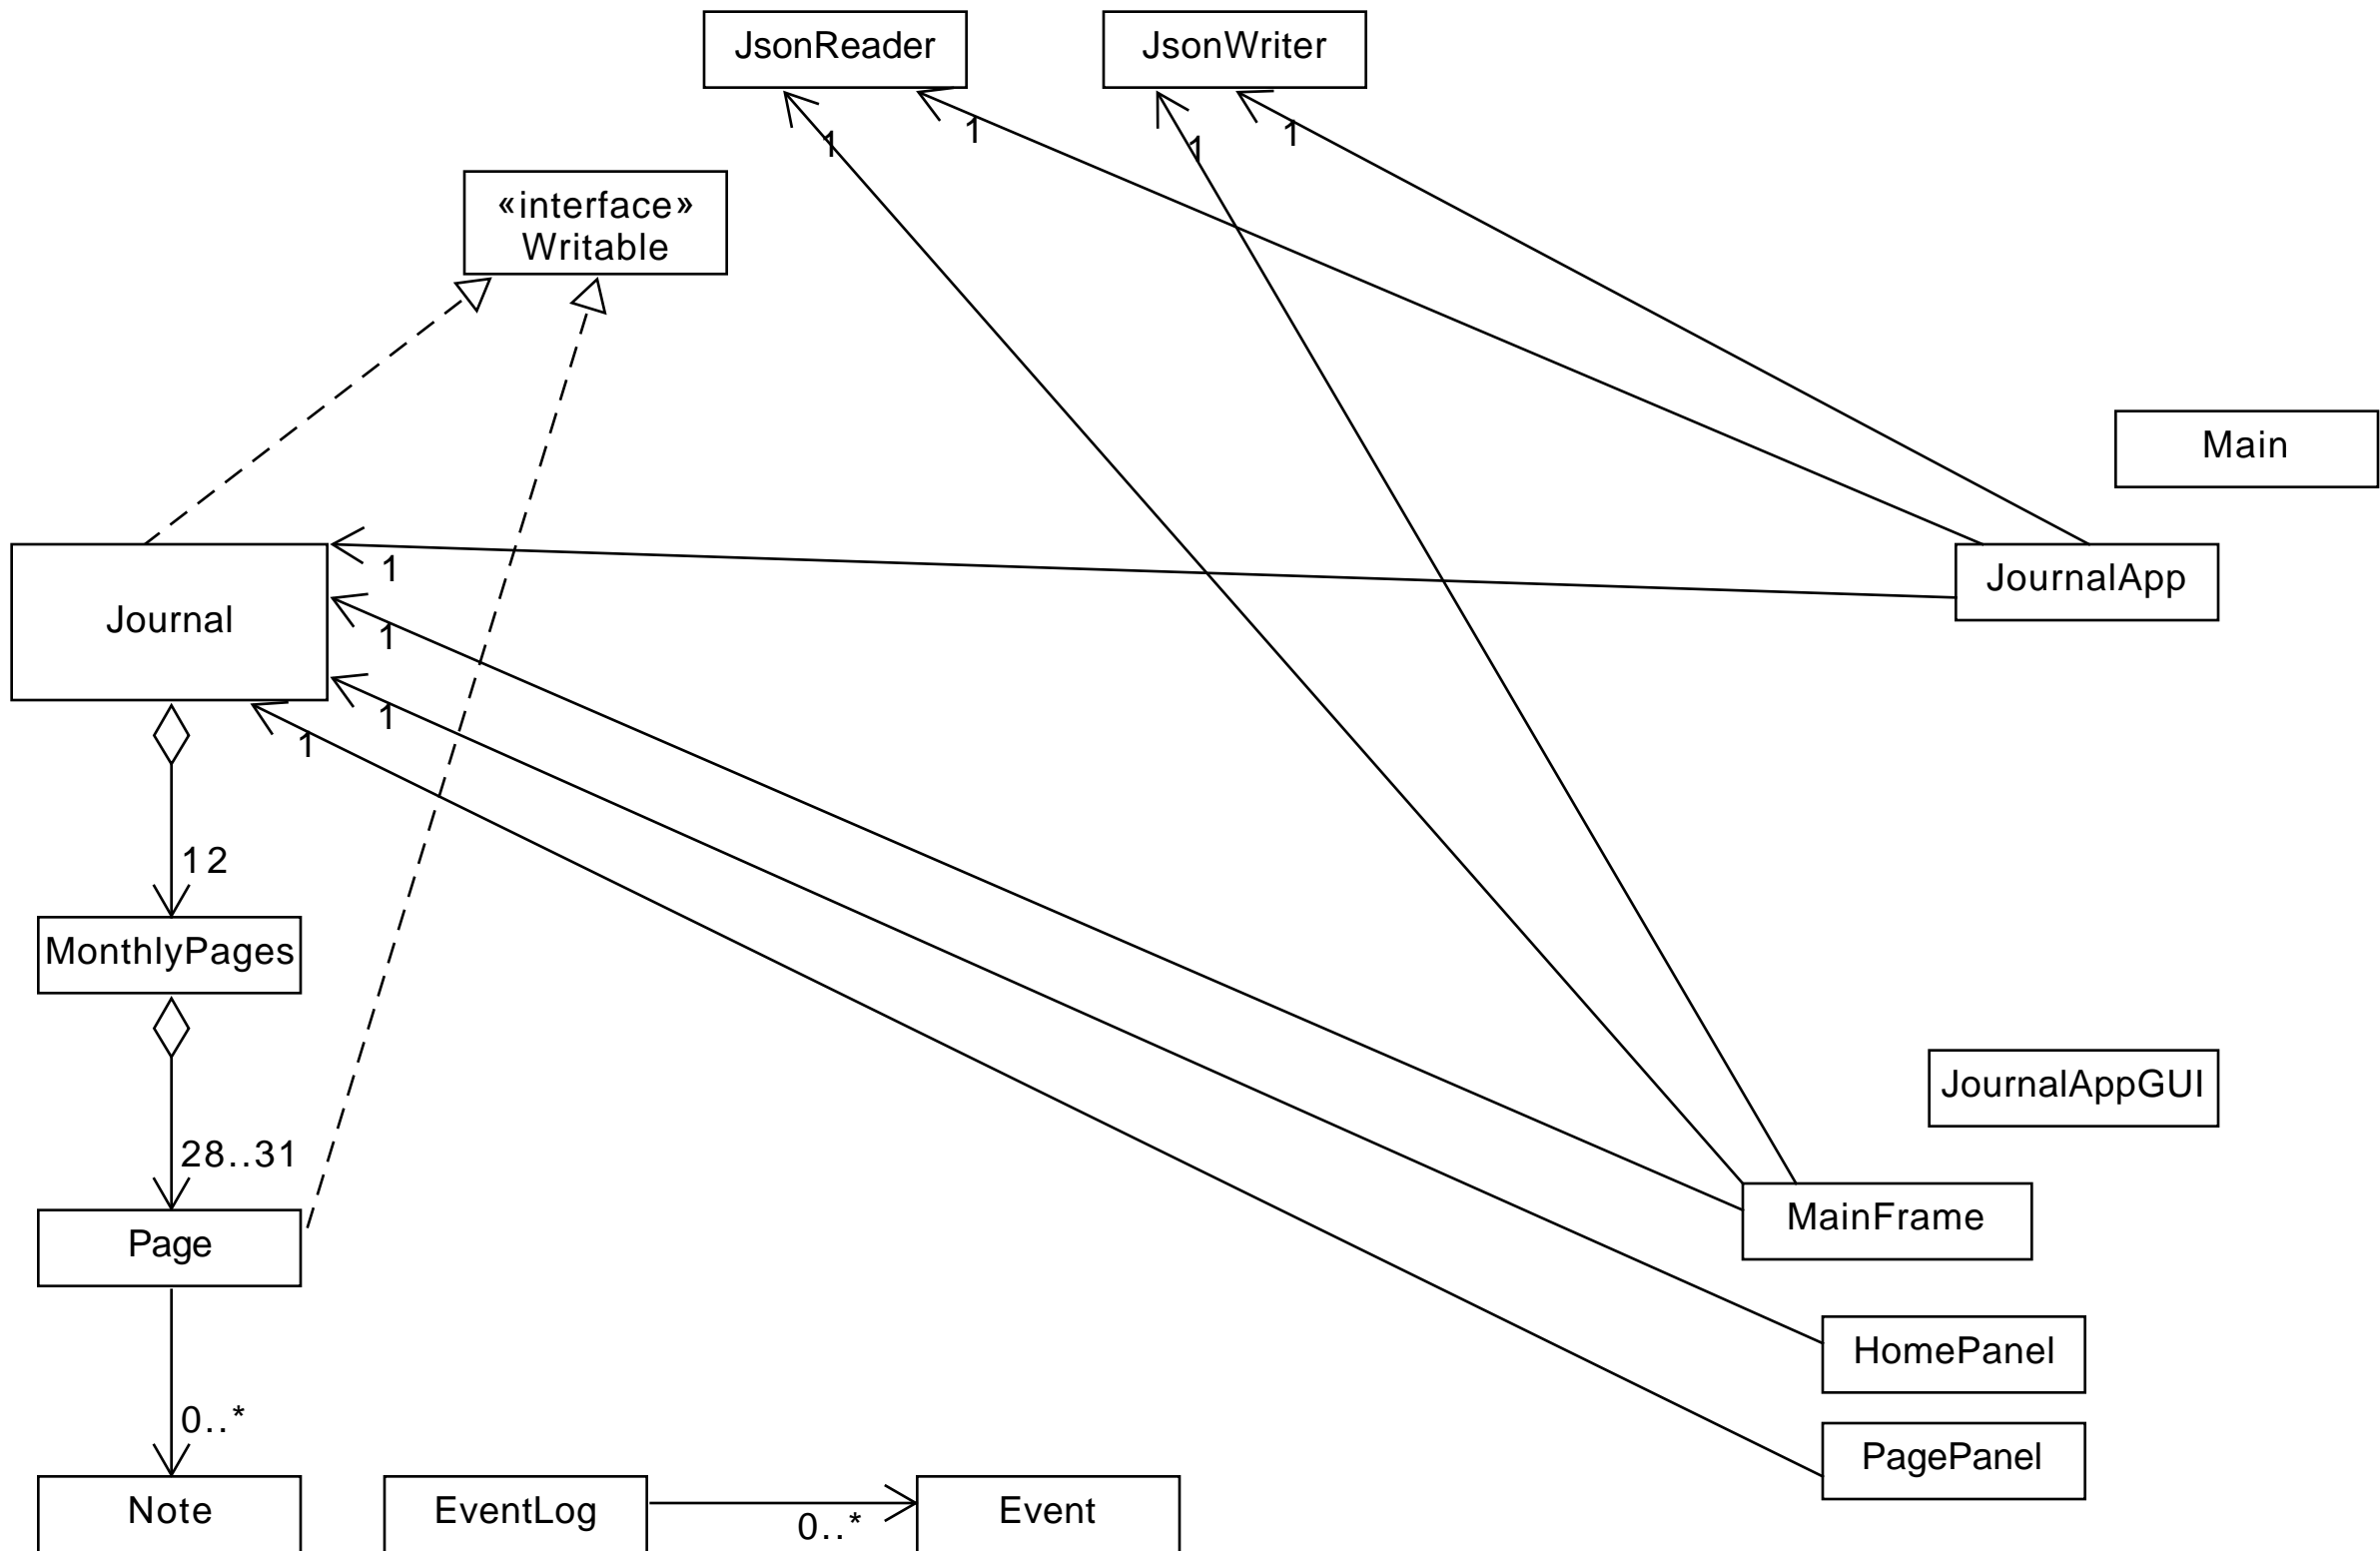 JsonReader
JsonWriter
1
1
1
1
«interface»
Writable
Main
JournalApp
1
Journal
1
1
1
12
MonthlyPages
JournalAppGUI
28..31
MainFrame
Page
HomePanel
0..*
PagePanel
Note
EventLog
0..*
Event